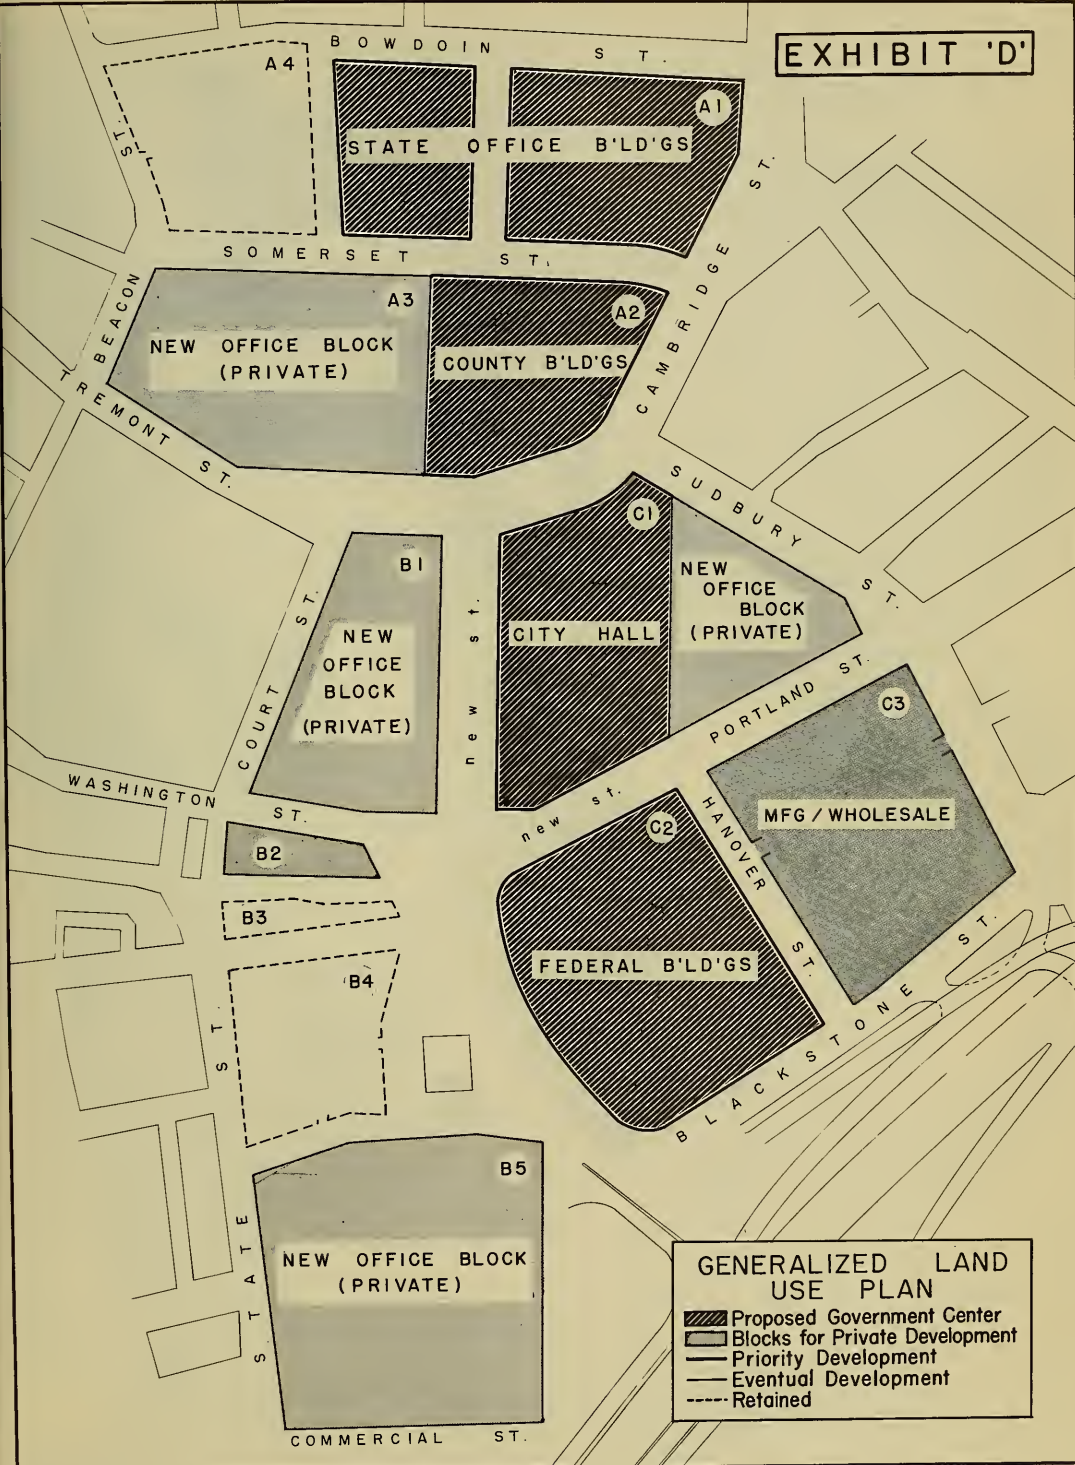 EXHIBIT 'D'
BOWDOIN ST.
A4
A1
STATE OFFICE B'LD'GS
ST.
ST.
SOMERSET ST.
BEACON
A3
A2
NEW OFFICE BLOCK
(PRIVATE)
COUNTY B'LD'GS
CAMBRIDGE
TREMONT ST.
SUDBURY ST.
C1
B1
NEW
OFFICE
BLOCK
(PRIVATE)
new st.
CITY HALL
NEW
OFFICE
BLOCK
(PRIVATE)
COURT ST.
PORTLAND ST.
C3
WASHINGTON ST.
new st.
HANOVER ST.
MFG / WHOLESALE
C2
B2
B3
FEDERAL B'LD'GS
B4
BLACKSTONE ST.
STATE ST.
B5
NEW OFFICE BLOCK
(PRIVATE)
COMMERCIAL ST.
GENERALIZED LAND
USE PLAN
Proposed Government Center
Blocks for Private Development
Priority Development
Eventual Development
Retained